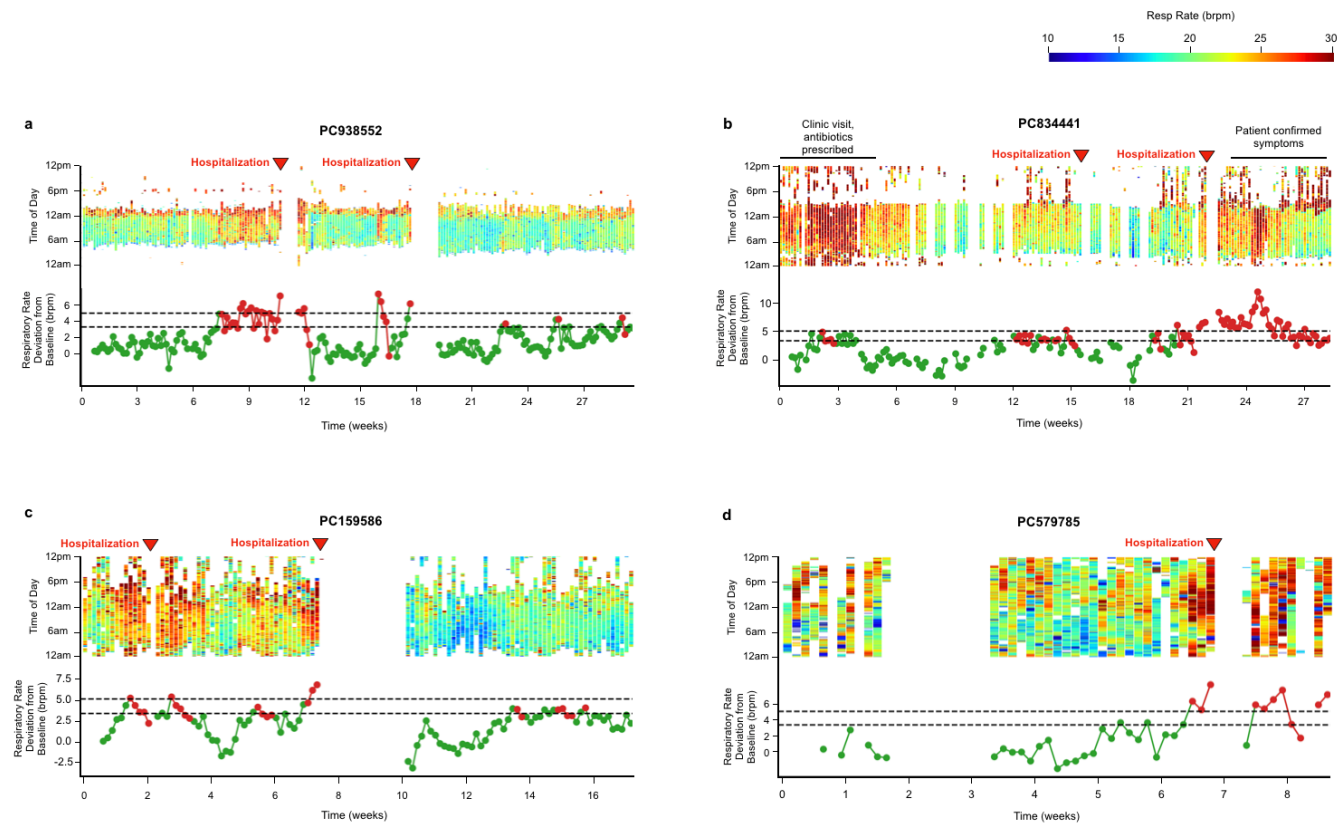 Resp Rate (brpm)
10 15 20 25 30
a
PC938552
Hospitalization Hospitalization
12pm
6pm
12am
6am
12am
Time of Day
6
4
2
0
Respiratory Rate
Deviation from
Baseline (brpm)
0 3 6 9 12 15 18 21 24 27
Time (weeks)
b
PC834441
Clinic visit,
antibiotics
prescribed
Hospitalization Hospitalization
Patient confirmed
symptoms
12pm
6pm
12am
6am
12am
Time of Day
10
5
0
Respiratory Rate
Deviation from
Baseline (brpm)
0 3 6 9 12 15 18 21 24 27
Time (weeks)
c
PC159586
Hospitalization Hospitalization
12pm
6pm
12am
6am
12am
Time of Day
7.5
5.0
2.5
0.0
-2.5
Respiratory Rate
Deviation from
Baseline (brpm)
0 2 4 6 8 10 12 14 16
Time (weeks)
d
PC579785
Hospitalization
12pm
6pm
12am
6am
12am
Time of Day
6
4
2
0
Respiratory Rate
Deviation from
Baseline (brpm)
0 1 2 3 4 5 6 7 8
Time (weeks)